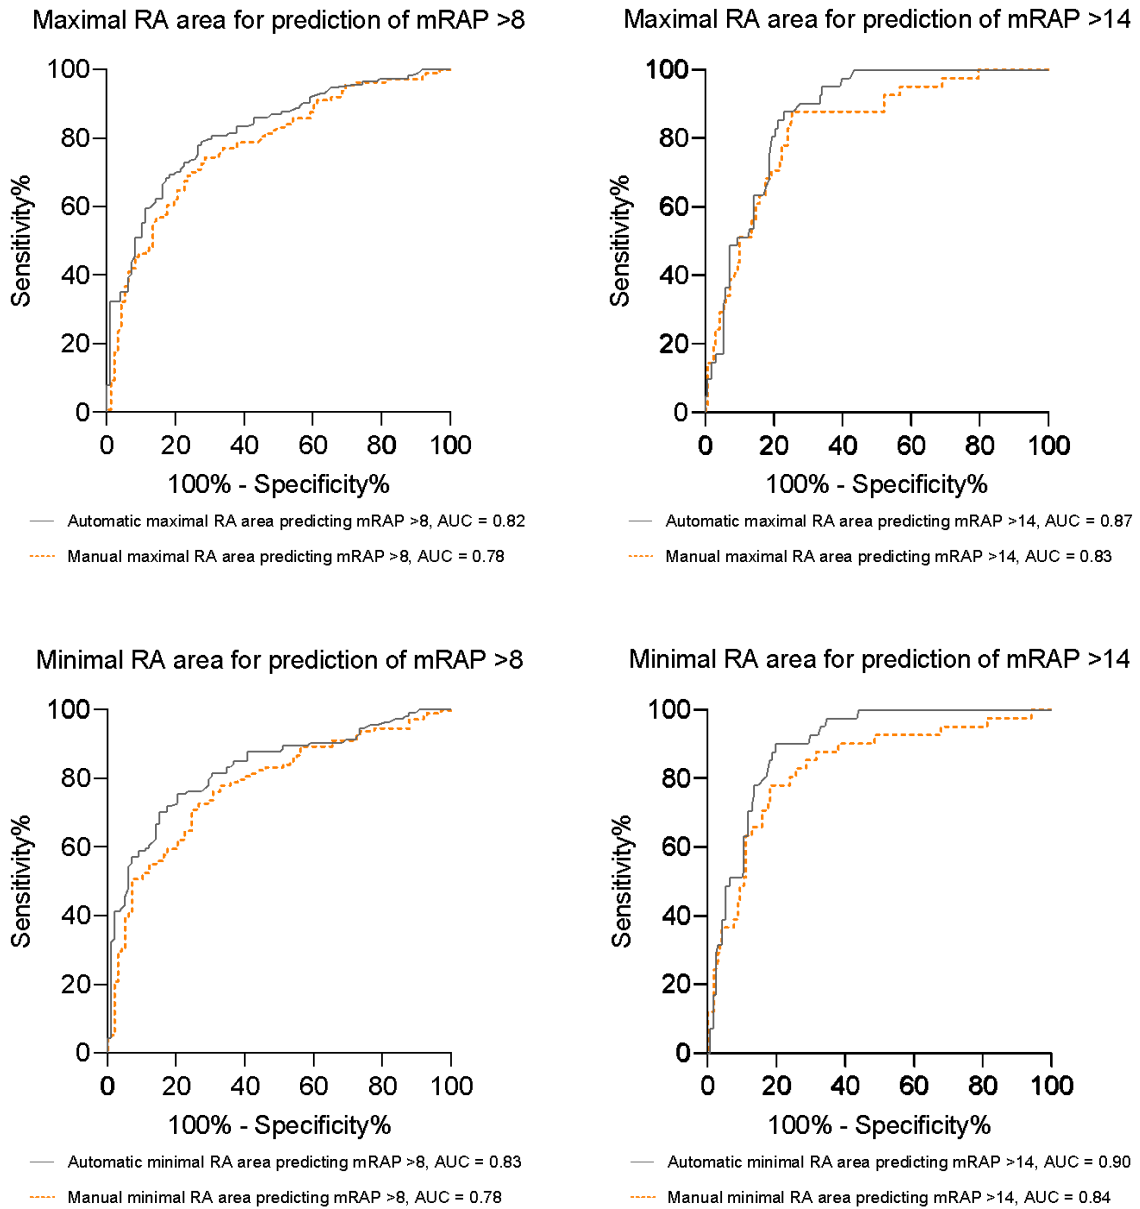 Maximal RA area for prediction of mRAP >8
100
80
60
40
20
0
Sensitivity%
0 20 40 60 80 100
100% - Specificity%
Automatic maximal RA area predicting mRAP >8, AUC = 0.82
Manual maximal RA area predicting mRAP >8, AUC = 0.78
Maximal RA area for prediction of mRAP >14
100
80
60
40
20
0
Sensitivity%
0 20 40 60 80 100
100% - Specificity%
Automatic maximal RA area predicting mRAP >14, AUC = 0.87
Manual maximal RA area predicting mRAP >14, AUC = 0.83
Minimal RA area for prediction of mRAP >8
100
80
60
40
20
0
Sensitivity%
0 20 40 60 80 100
100% - Specificity%
Automatic minimal RA area predicting mRAP >8, AUC = 0.83
Manual minimal RA area predicting mRAP >8, AUC = 0.78
Minimal RA area for prediction of mRAP >14
100
80
60
40
20
0
Sensitivity%
0 20 40 60 80 100
100% - Specificity%
Automatic minimal RA area predicting mRAP >14, AUC = 0.90
Manual minimal RA area predicting mRAP >14, AUC = 0.84